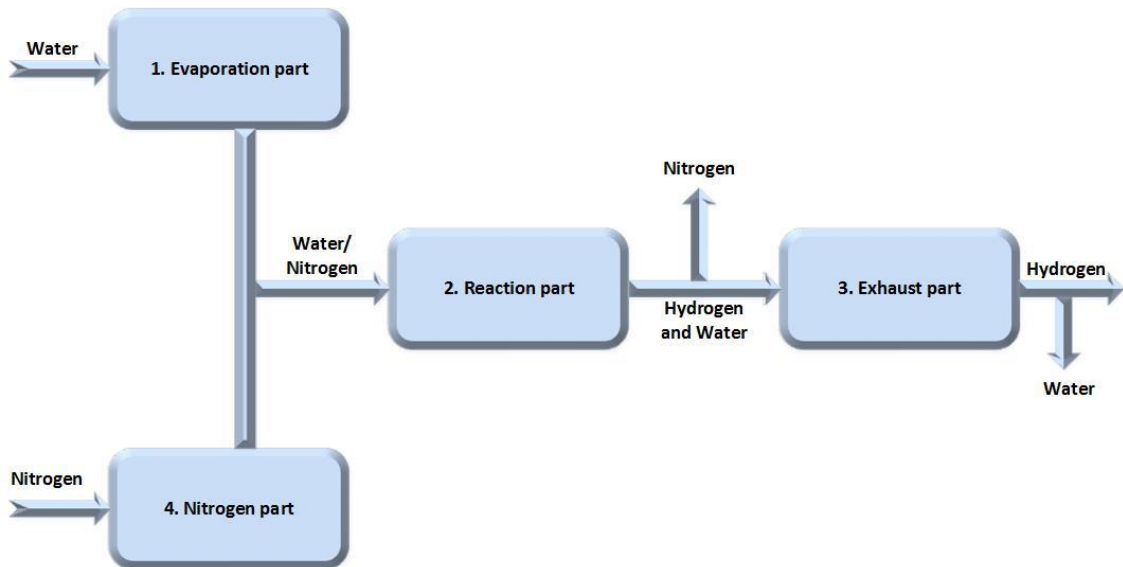 Water
1. Evaporation part
Nitrogen
Water/
Nitrogen
2. Reaction part
Hydrogen
and Water
3. Exhaust part
Hydrogen
Water
Nitrogen
4. Nitrogen part